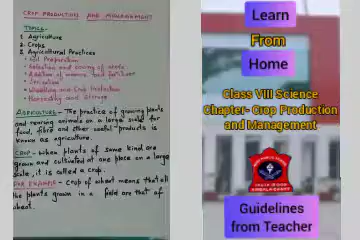 CROP PRODUCTION AND MANAGEMENT
TOPICS-
1. Agriculture
2. Crops
3. Agricultural Practices
• Soil Preparation
• Selection and sowing of seeds
• Addition of manure and fertilizer
• Irrigation
• Weeding and Crop Protection
• Harvesting and Storage
AGRICULTURE- The practice of growing plants
and rearing animals on a large scale for
food, fibre and other useful products is
known as agriculture.
CROP- When plants of same kind are
grown and cultivated at one place on a large
scale, it is called a crop.
FOR EXAMPLE- Crop of wheat means that all
the plants grown in a field are that of
wheat.
Learn
From
Home
Class VIII Science
Chapter- Crop Production
and Management
Guidelines
from Teacher